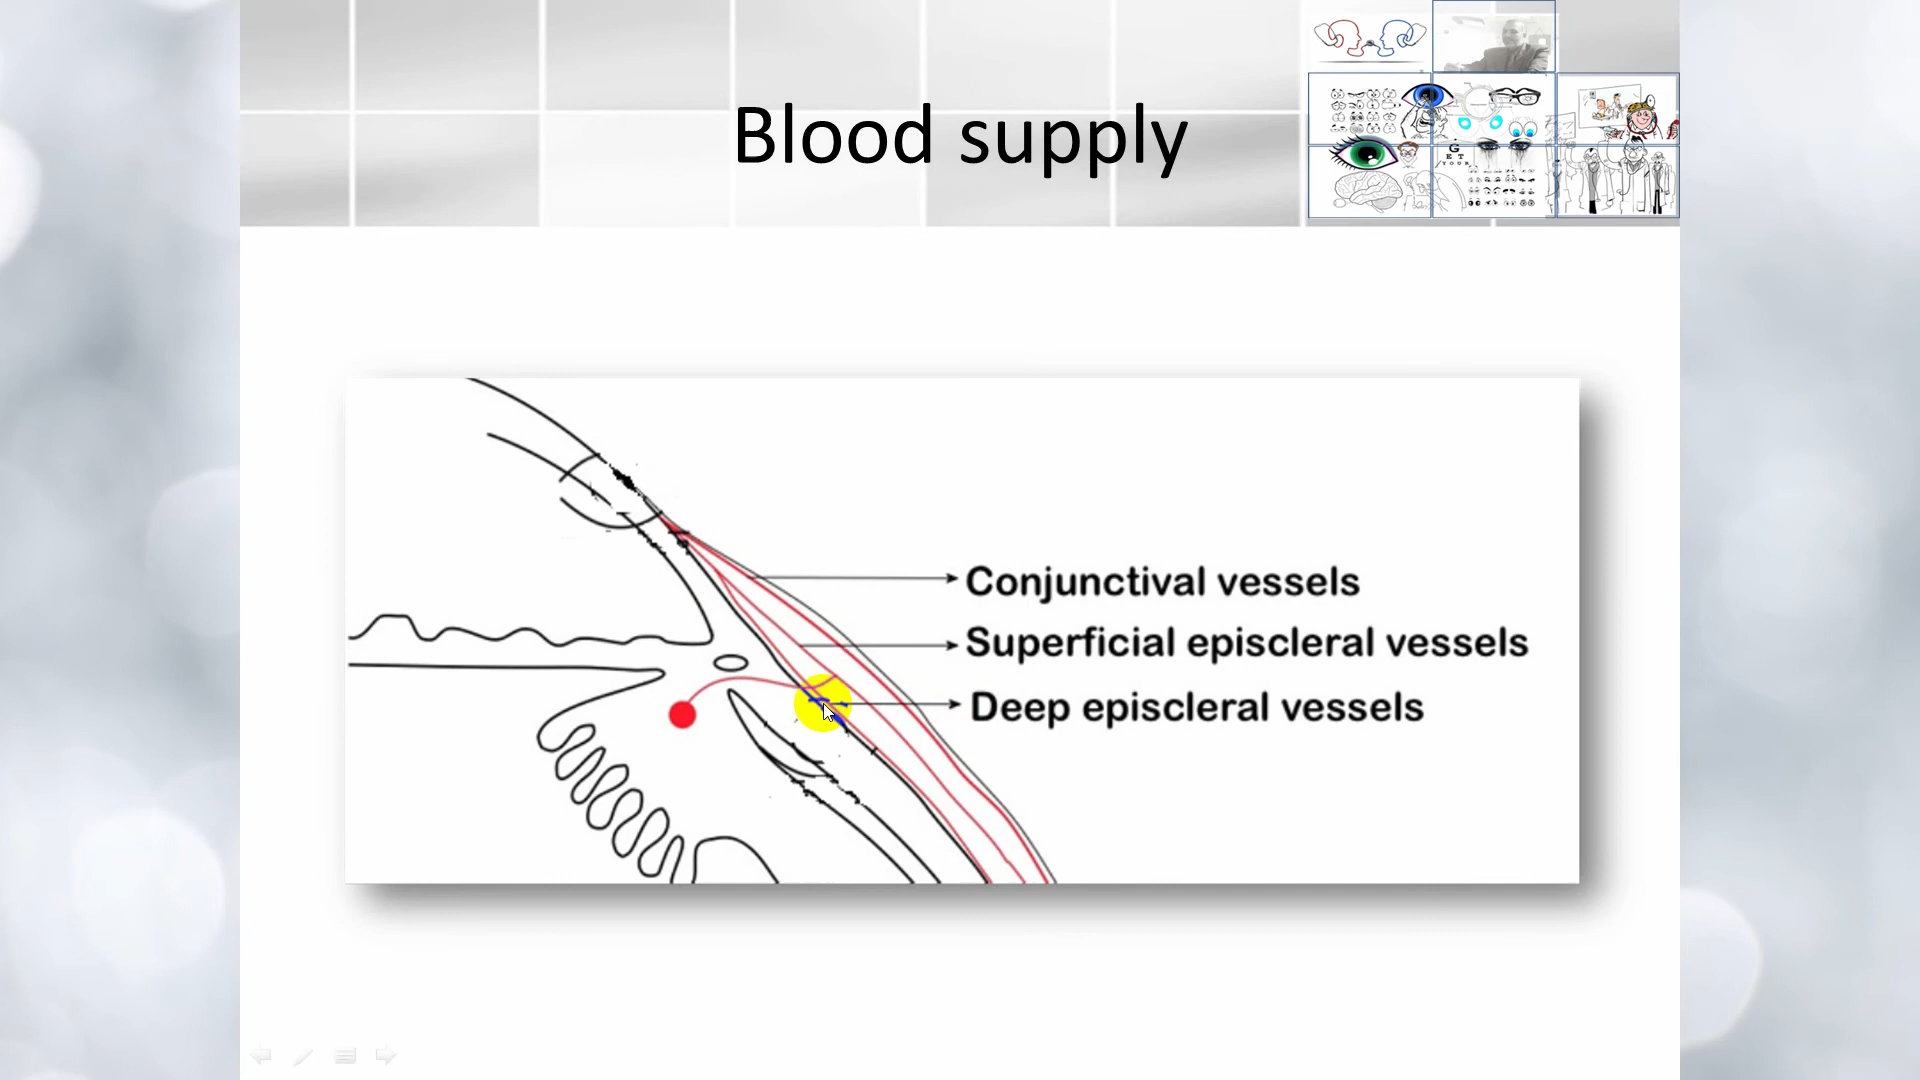 Blood supply
G
E T
Y O U R
Conjunctival vessels
Superficial episcleral vessels
Deep episcleral vessels